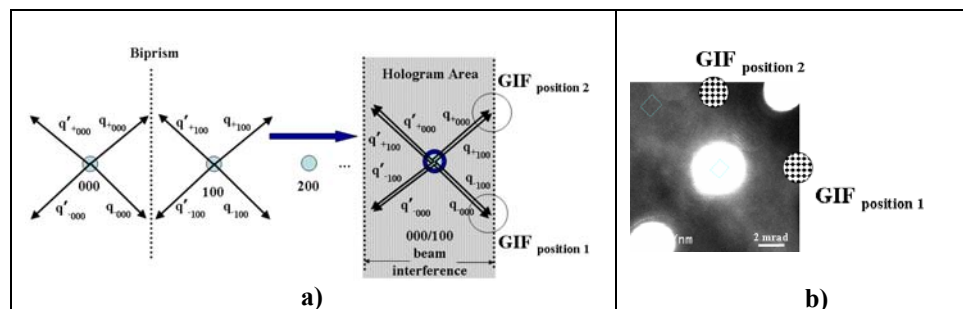 Biprism
q'+000 q+000 q'+100 q+100
000 100 200 ...
q'-000 q-000 q'-100 q-100
a)
Hologram Area
GIF position 2
q'+000 q+000
q'+100 q+100
q'-100 q-100
q'-000 q-000
GIF position 1
000/100
beam
interference
GIF position 2
GIF position 1
2 mrad
b)